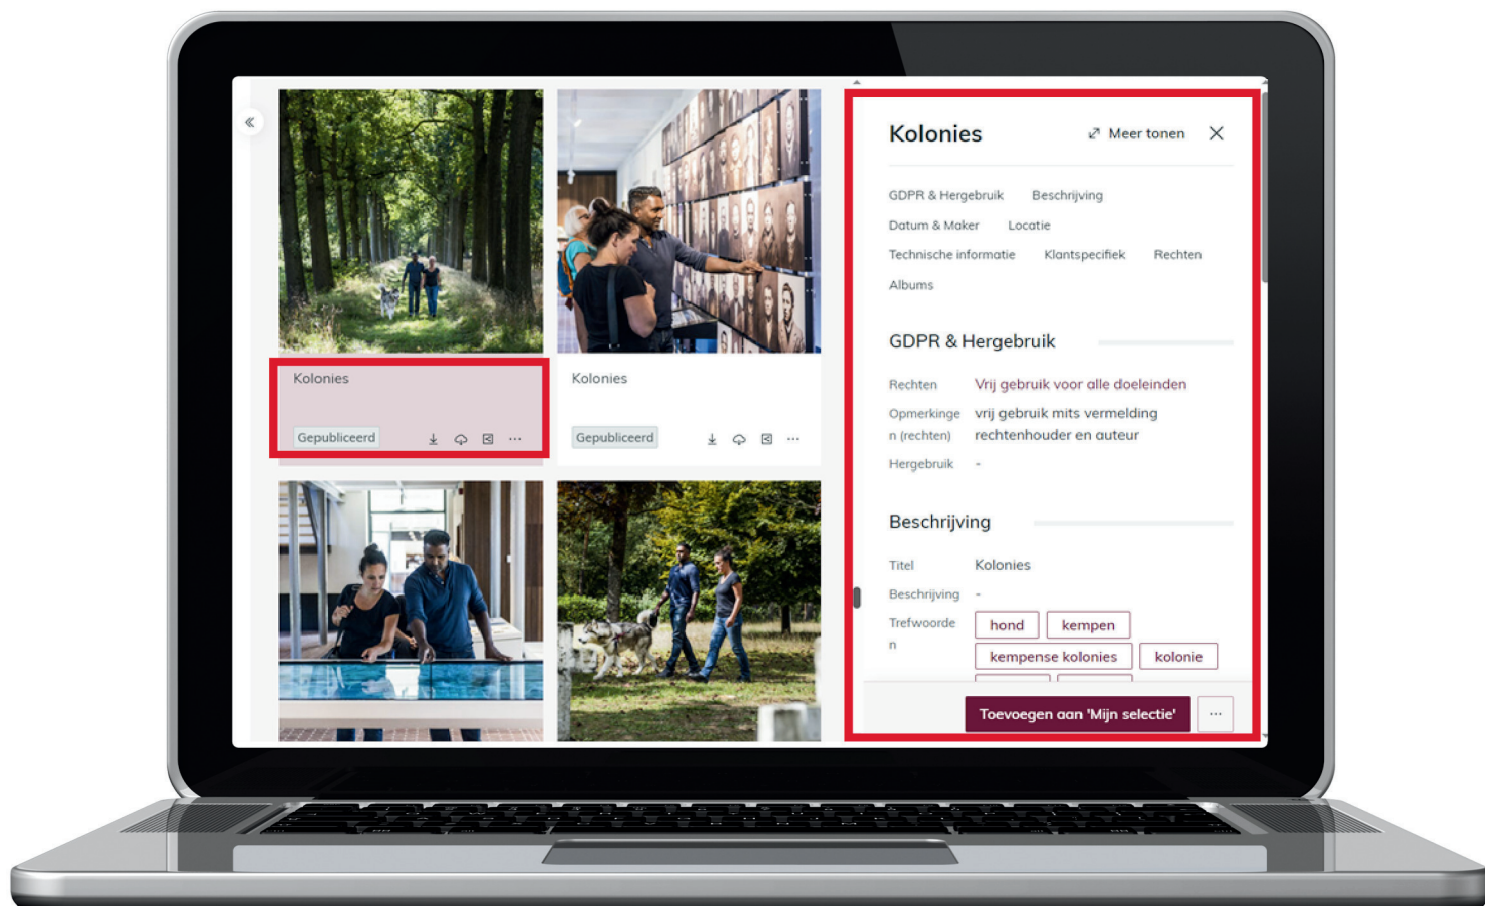 Kolonies
Gepubliceerd
Kolonies
Gepubliceerd
Kolonies
Meer tonen
GDPR & Hergebruik Beschrijving
Datum & Maker Locatie
Technische informatie Klantspecifiek Rechten
Albums
GDPR & Hergebruik
Rechten Vrij gebruik voor alle doeleinden
Opmerkinge vrij gebruik mits vermelding
n (rechten) rechtenhouder en auteur
Hergebruik -
Beschrijving
Titel Kolonies
Beschrijving -
Trefwoorde hond kempen
n
kempense kolonies kolonie
Toevoegen aan 'Mijn selectie' ...